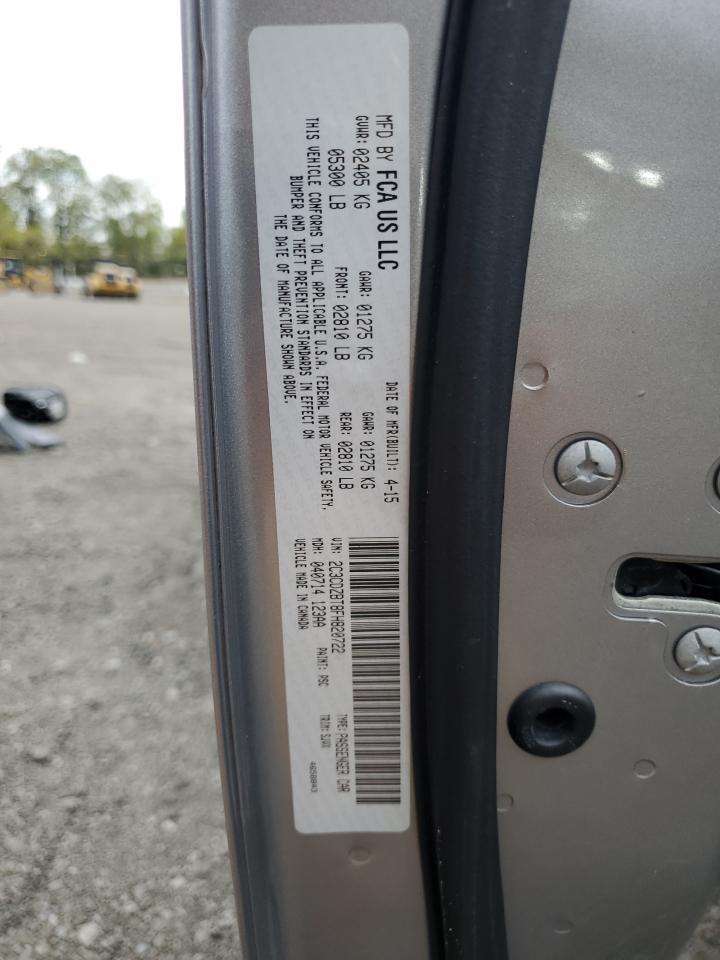 MFD BY FCA US LLC
DATE OF MFR(BUILT): 4-15
GVWR: 02405 KG GAWR: 01275 KG GAWR: 01275 KG
05300 LB FRONT: 02810 LB REAR: 02810 LB
THIS VEHICLE CONFORMS TO ALL APPLICABLE U.S.A. FEDERAL MOTOR VEHICLE SAFETY,
BUMPER AND THEFT PREVENTION STANDARDS IN EFFECT ON
THE DATE OF MANUFACTURE SHOWN ABOVE.
VIN: 2C3CDZBT8FH820722 TYPE: PASSENGER CAR
MDH: 040714 123AA PAINT: PSC TRIM: SJVX
VEHICLE MADE IN CANADA 4658843